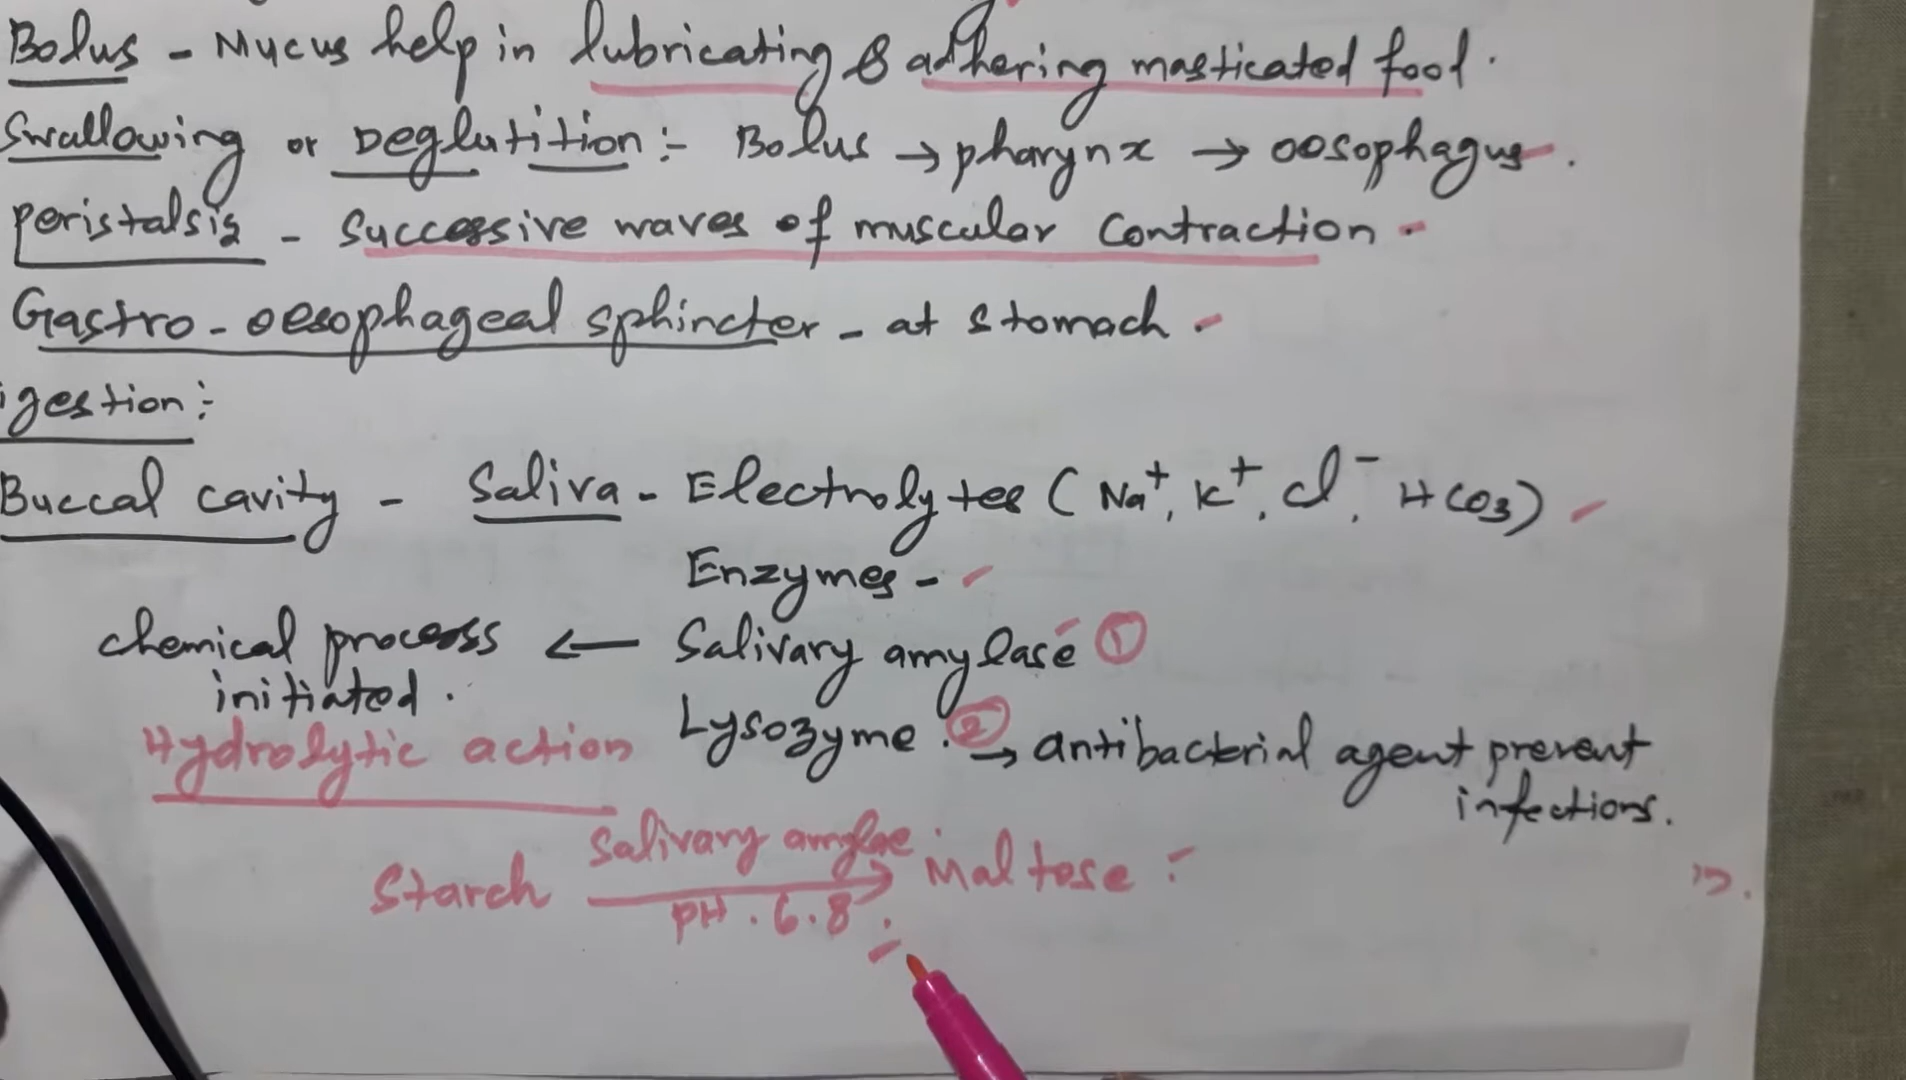 Bolus - Mucus help in lubricating & adhering masticated food.
Swallowing or Deglutition :- Bolus → pharynx → oesophagus.
peristalsis - Successive waves of muscular contraction -
Gastro-oesophageal sphincter - at stomach.
igestion :
Buccal cavity - Saliva - Electrolytes (Na⁺, K⁺, Cl⁻, HCO3)
Enzymes -
chemical process ← Salivary amylase ①
initiated.
Hydrolytic action Lysozyme. ② → antibacterial agent prevent
infections.
Salivary amylae
Starch → Maltose :
pH . 6.8 .